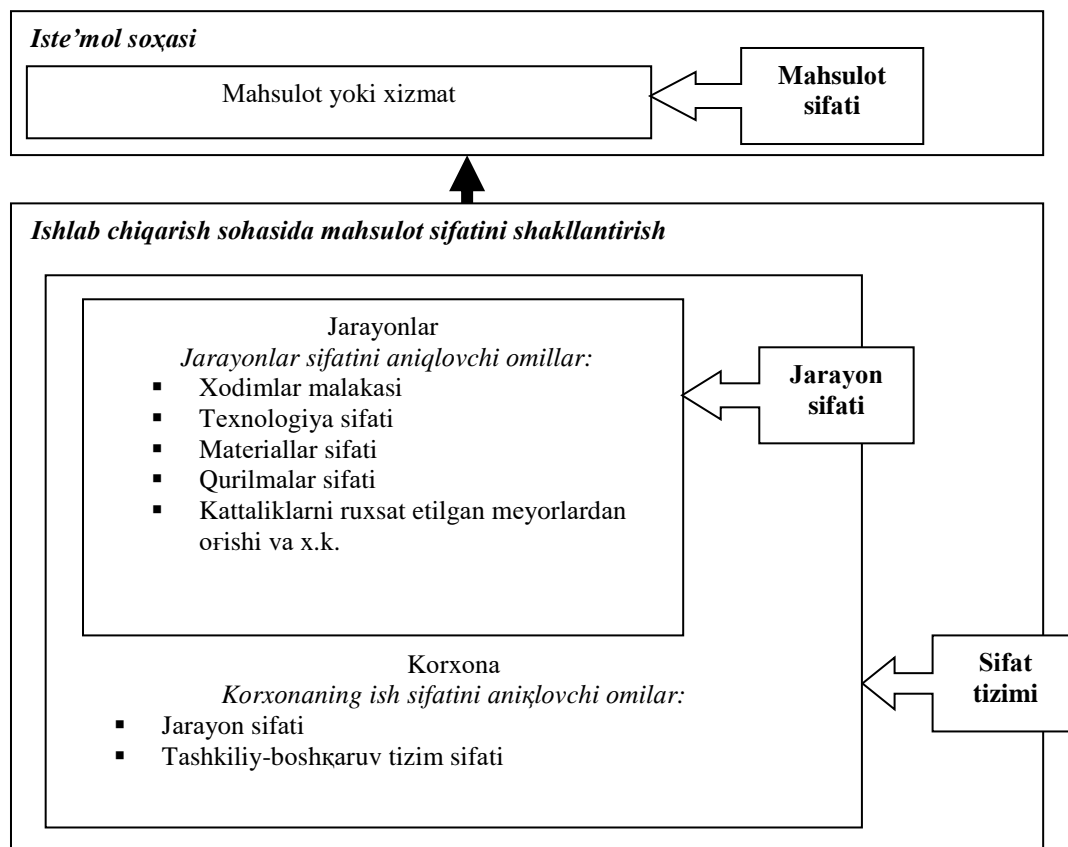 Iste’mol soҳasi
Mahsulot yoki xizmat
Mahsulot
sifati
Ishlab chiqarish sohasida mahsulot sifatini shakllantirish
Jarayonlar
Jarayonlar sifatini aniqlovchi omillar:
▪ Xodimlar malakasi
▪ Texnologiya sifati
▪ Materiallar sifati
▪ Qurilmalar sifati
▪ Kattaliklarni ruxsat etilgan meyorlardan
oғishi va x.k.
Jarayon
sifati
Korxona
Korxonaning ish sifatini aniқlovchi omilar:
▪ Jarayon sifati
▪ Tashkiliy-boshқaruv tizim sifati
Sifat
tizimi